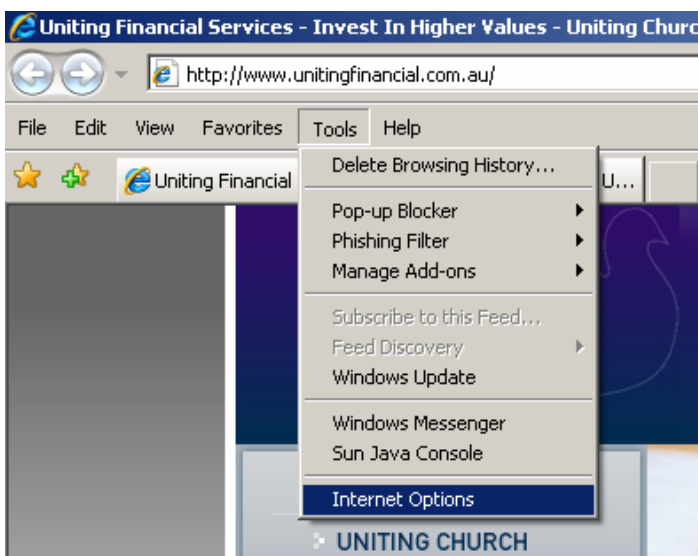 Uniting Financial Services - Invest In Higher Values - Uniting Churc
http://www.unitingfinancial.com.au/
File Edit View Favorites Tools Help
Uniting Financial U...
Delete Browsing History...
Pop-up Blocker
Phishing Filter
Manage Add-ons
Subscribe to this Feed...
Feed Discovery
Windows Update
Windows Messenger
Sun Java Console
Internet Options
UNITING CHURCH